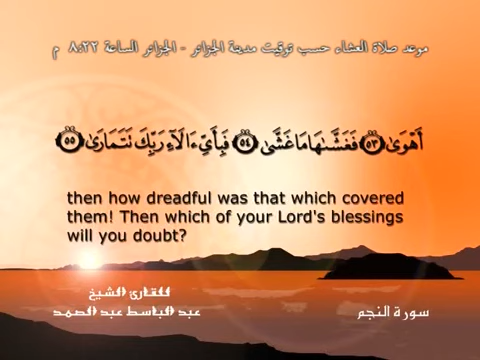 موعد صلاة العشاء حسب توقيت مدينة الجزائر - الجزائر الساعة ٨:٢٢ م
أَهْوَىٰ ﴿٥٣﴾ فَغَشَّىٰهَا مَا غَشَّىٰ ﴿٥٤﴾ فَبِأَيِّ ءَالَآءِ رَبِّكَ تَتَمَارَىٰ ﴿٥٥﴾
then how dreadful was that which covered
them! Then which of your Lord's blessings
will you doubt?
للقارئ الشيخ
عبد الباسط عبد الصمد
سورة النجم